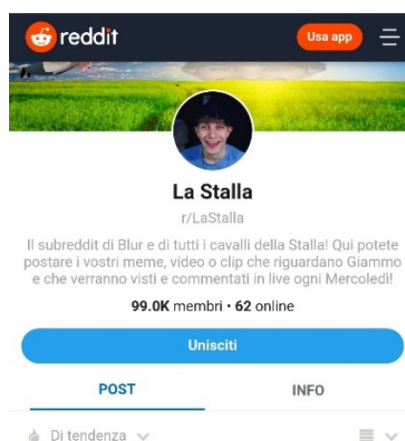 reddit Usa app
La Stalla
r/LaStalla
Il subreddit di Blur e di tutti i cavalli della Stalla! Qui potete
postare i vostri meme, video o clip che riguardano Giammo
e che verranno visti e commentati in live ogni Mercoledì!
99.0K membri • 62 online
Unisciti
POST INFO
Di tendenza